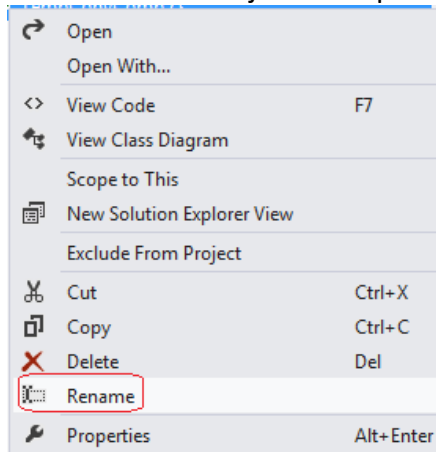 Open
Open With...
View Code F7
View Class Diagram
Scope to This
New Solution Explorer View
Exclude From Project
Cut Ctrl+X
Copy Ctrl+C
Delete Del
Rename
Properties Alt+Enter